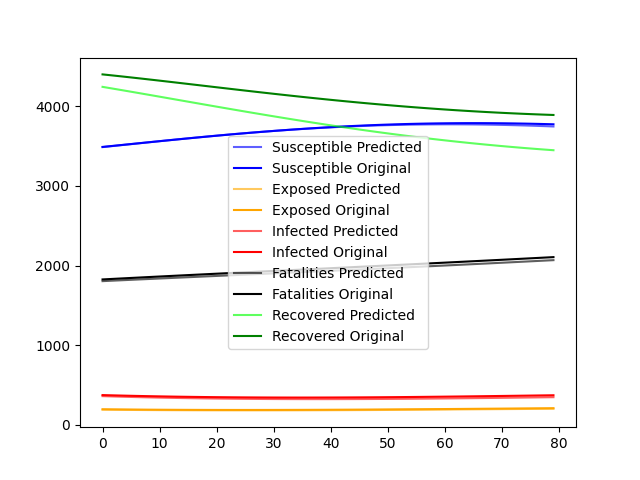 4000
3000
2000
1000
0
Susceptible Predicted
Susceptible Original
Exposed Predicted
Exposed Original
Infected Predicted
Infected Original
Fatalities Predicted
Fatalities Original
Recovered Predicted
Recovered Original
0 10 20 30 40 50 60 70 80